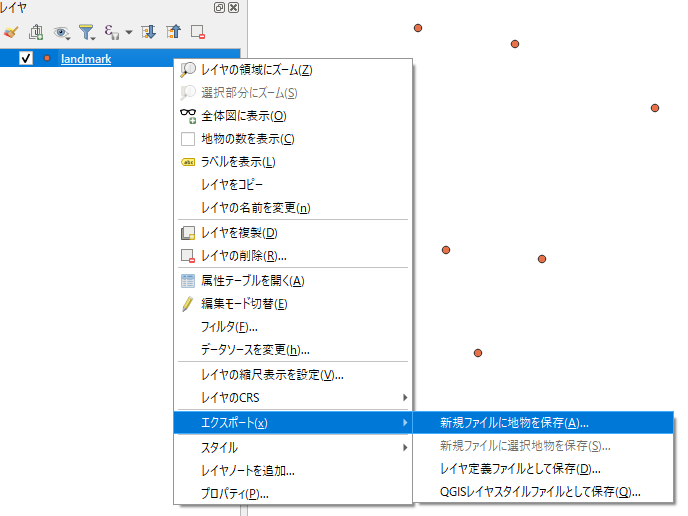 レイヤ
landmark
レイヤの領域にズーム(Z)
選択部分にズーム(S)
全体図に表示(O)
地物の数を表示(C)
abc
ラベルを表示(L)
レイヤをコピー
レイヤの名前を変更(n)
レイヤを複製(D)
レイヤの削除(R)...
属性テーブルを開く(A)
編集モード切替(E)
フィルタ(F)...
データソースを変更(h)...
レイヤの縮尺表示を設定(V)...
レイヤのCRS
エクスポート(x)
スタイル
レイヤノートを追加...
プロパティ(P)...
新規ファイルに地物を保存(A)...
新規ファイルに選択地物を保存(S)...
レイヤ定義ファイルとして保存(D)...
QGISレイヤスタイルファイルとして保存(Q)...